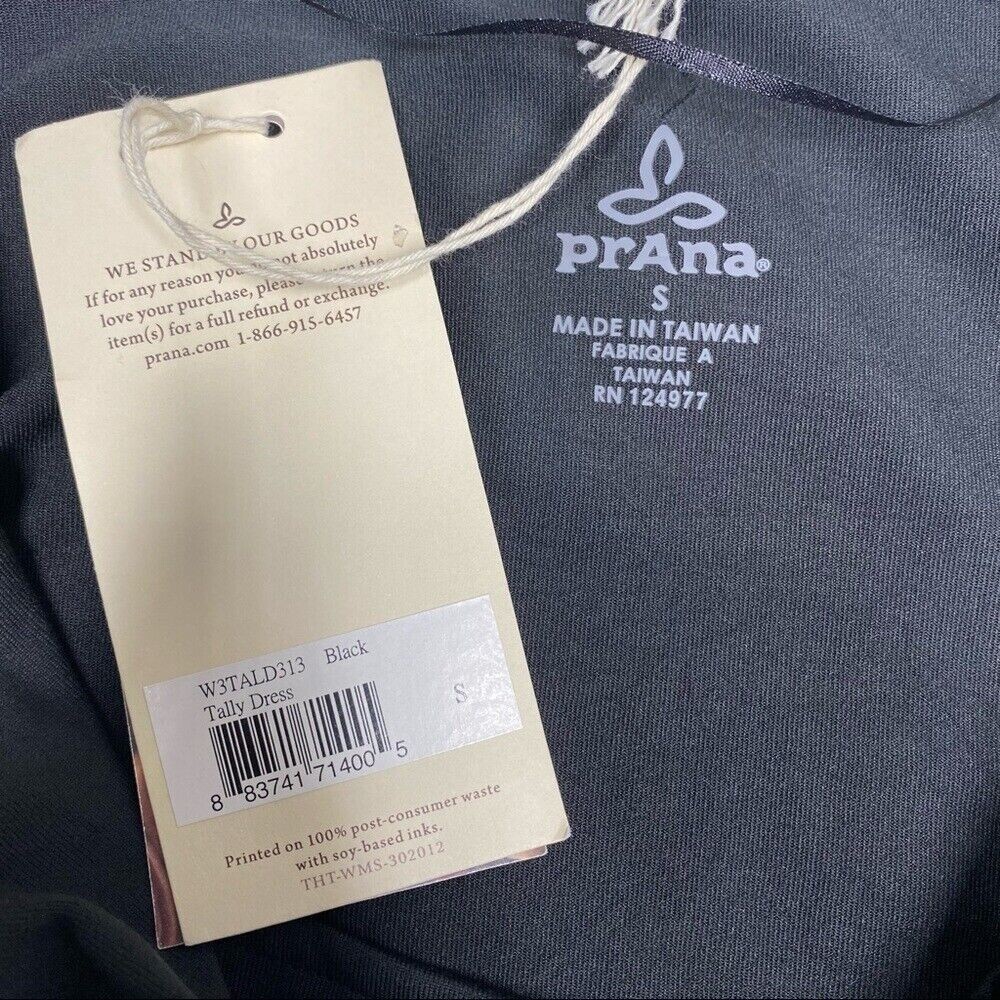 WE STAND OUR GOODS
If for any reason you not absolutely
love your purchase, please the
item(s) for a full refund or exchange.
prana.com 1-866-915-6457
W3TALD313 Black
Tally Dress
S
8 83741 71400 5
Printed on 100% post-consumer waste
with soy-based inks.
THT-WMS-302012
prAna®
S
MADE IN TAIWAN
FABRIQUE A
TAIWAN
RN 124977